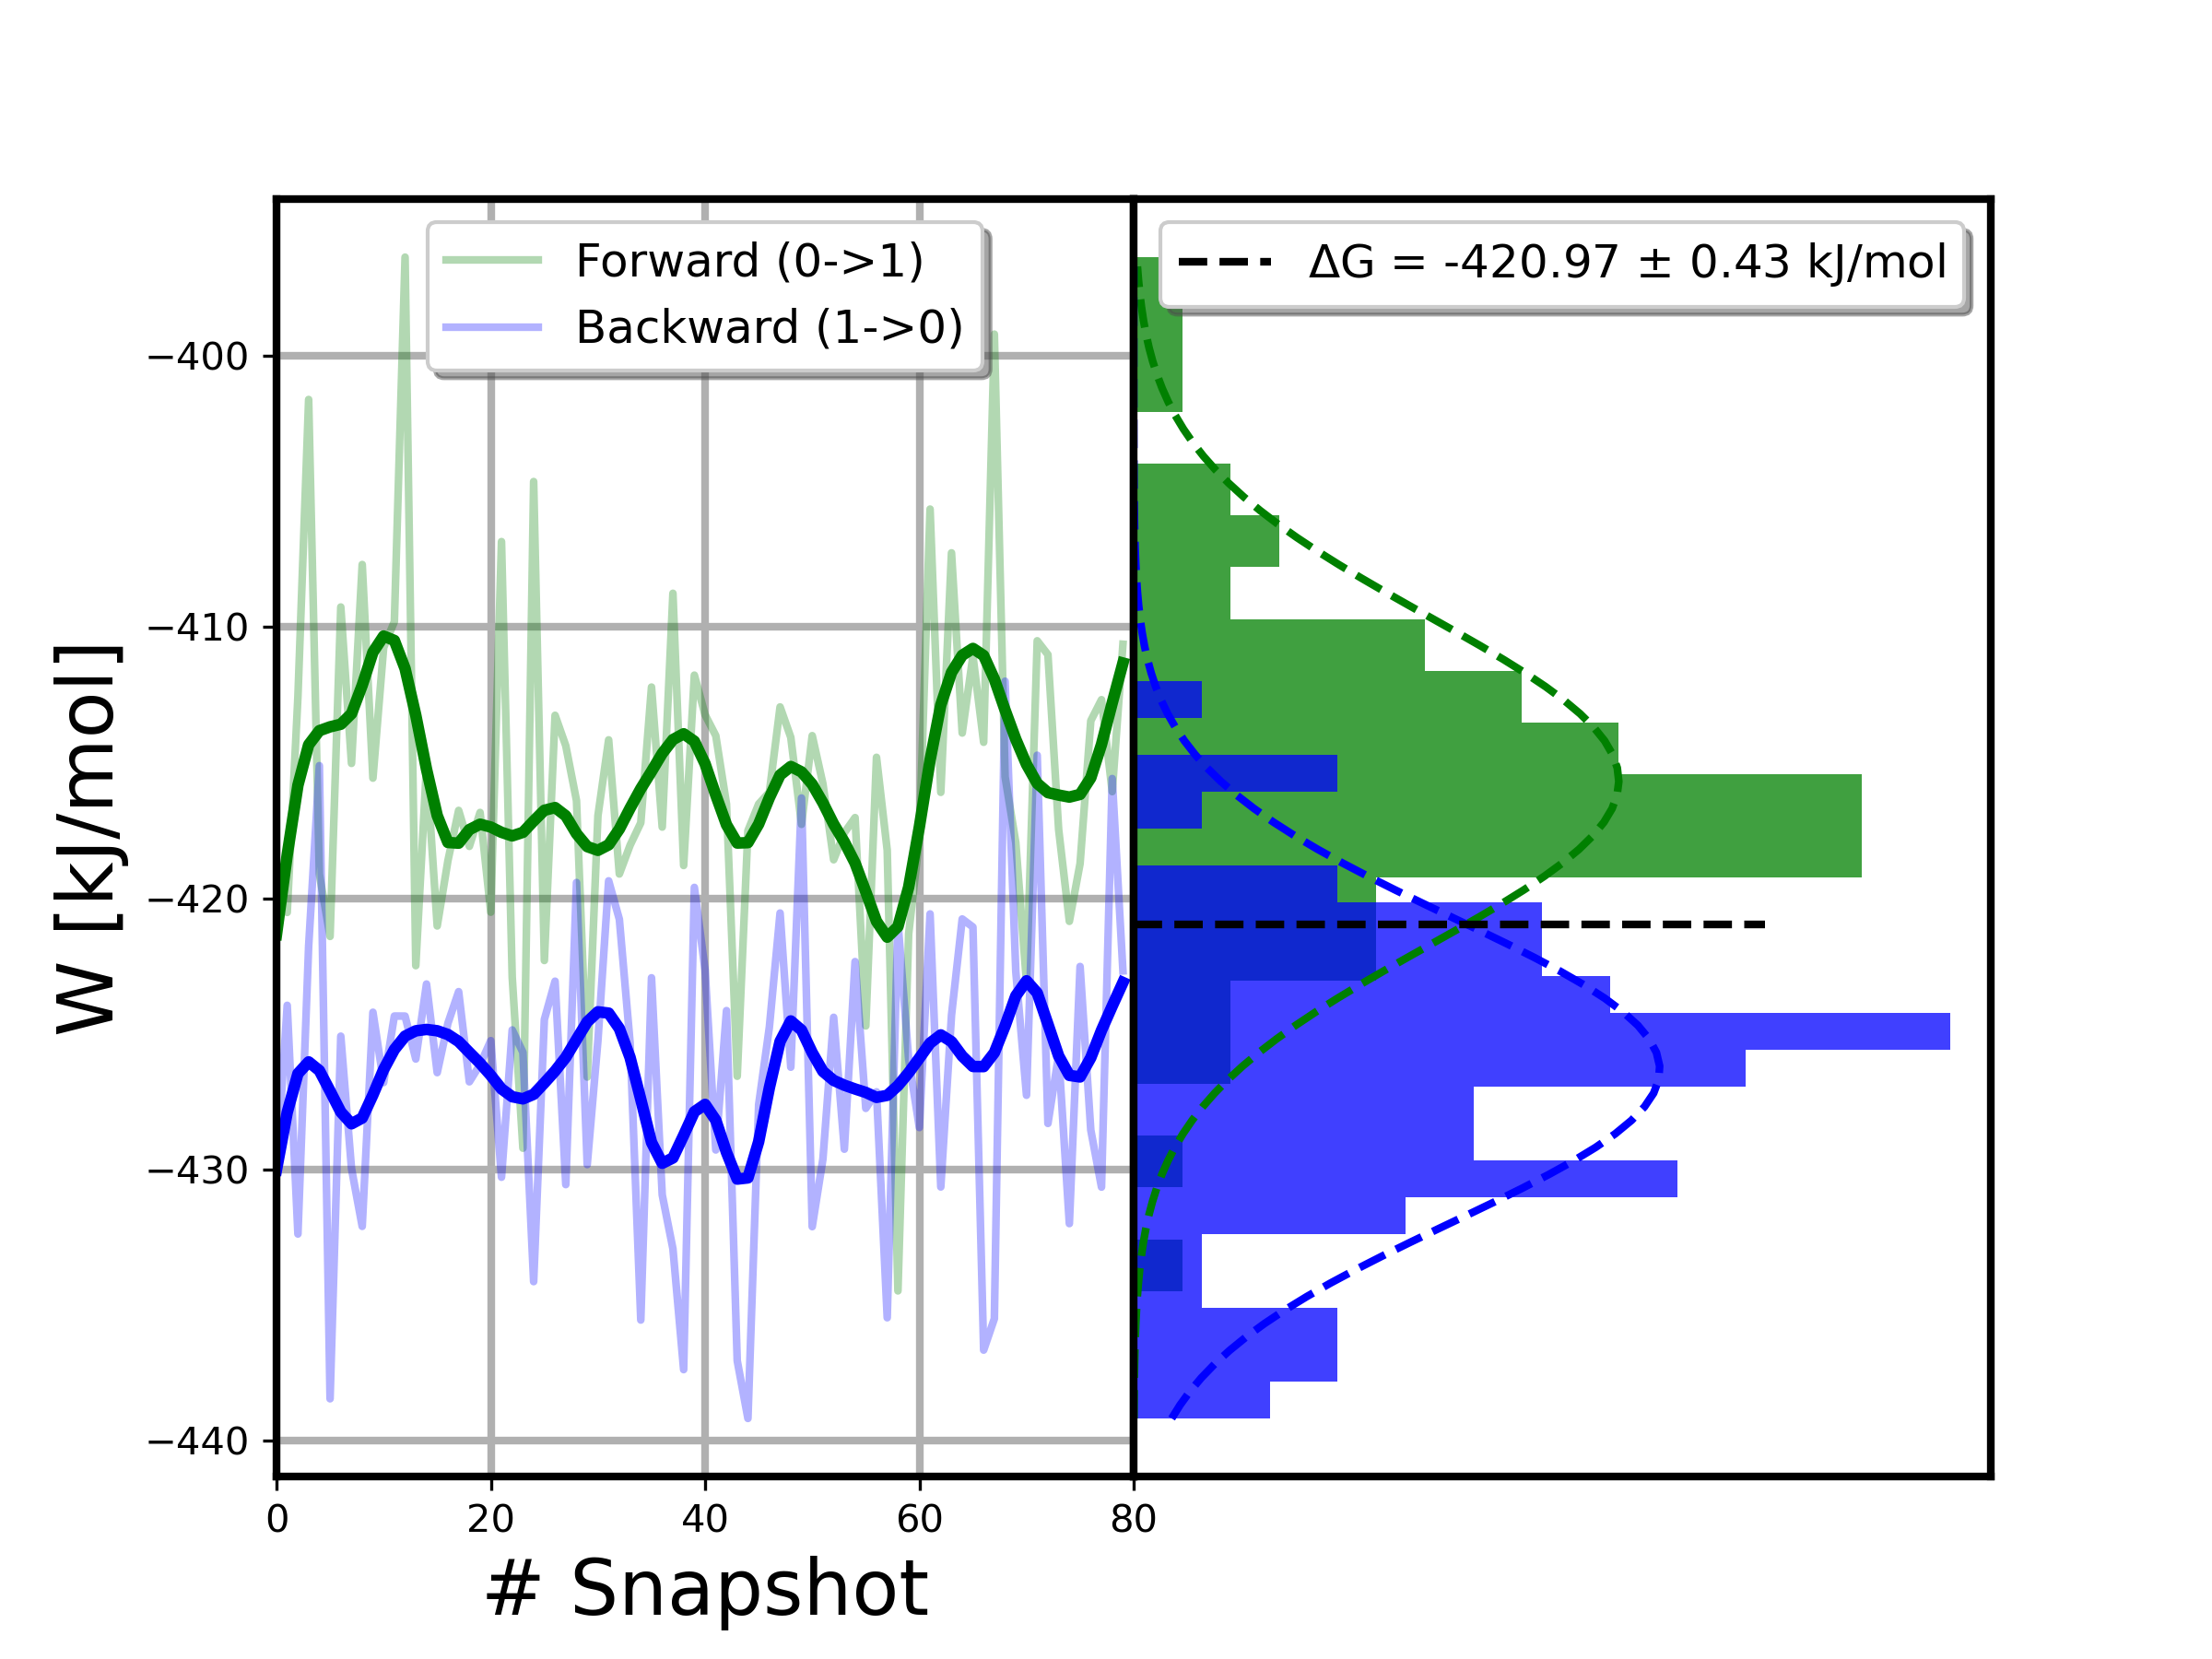 Forward (0->1)
Backward (1->0)
ΔG = -420.97 ± 0.43 kJ/mol
W [kJ/mol]
−400
−410
−420
−430
−440
0 20 40 60 80
# Snapshot